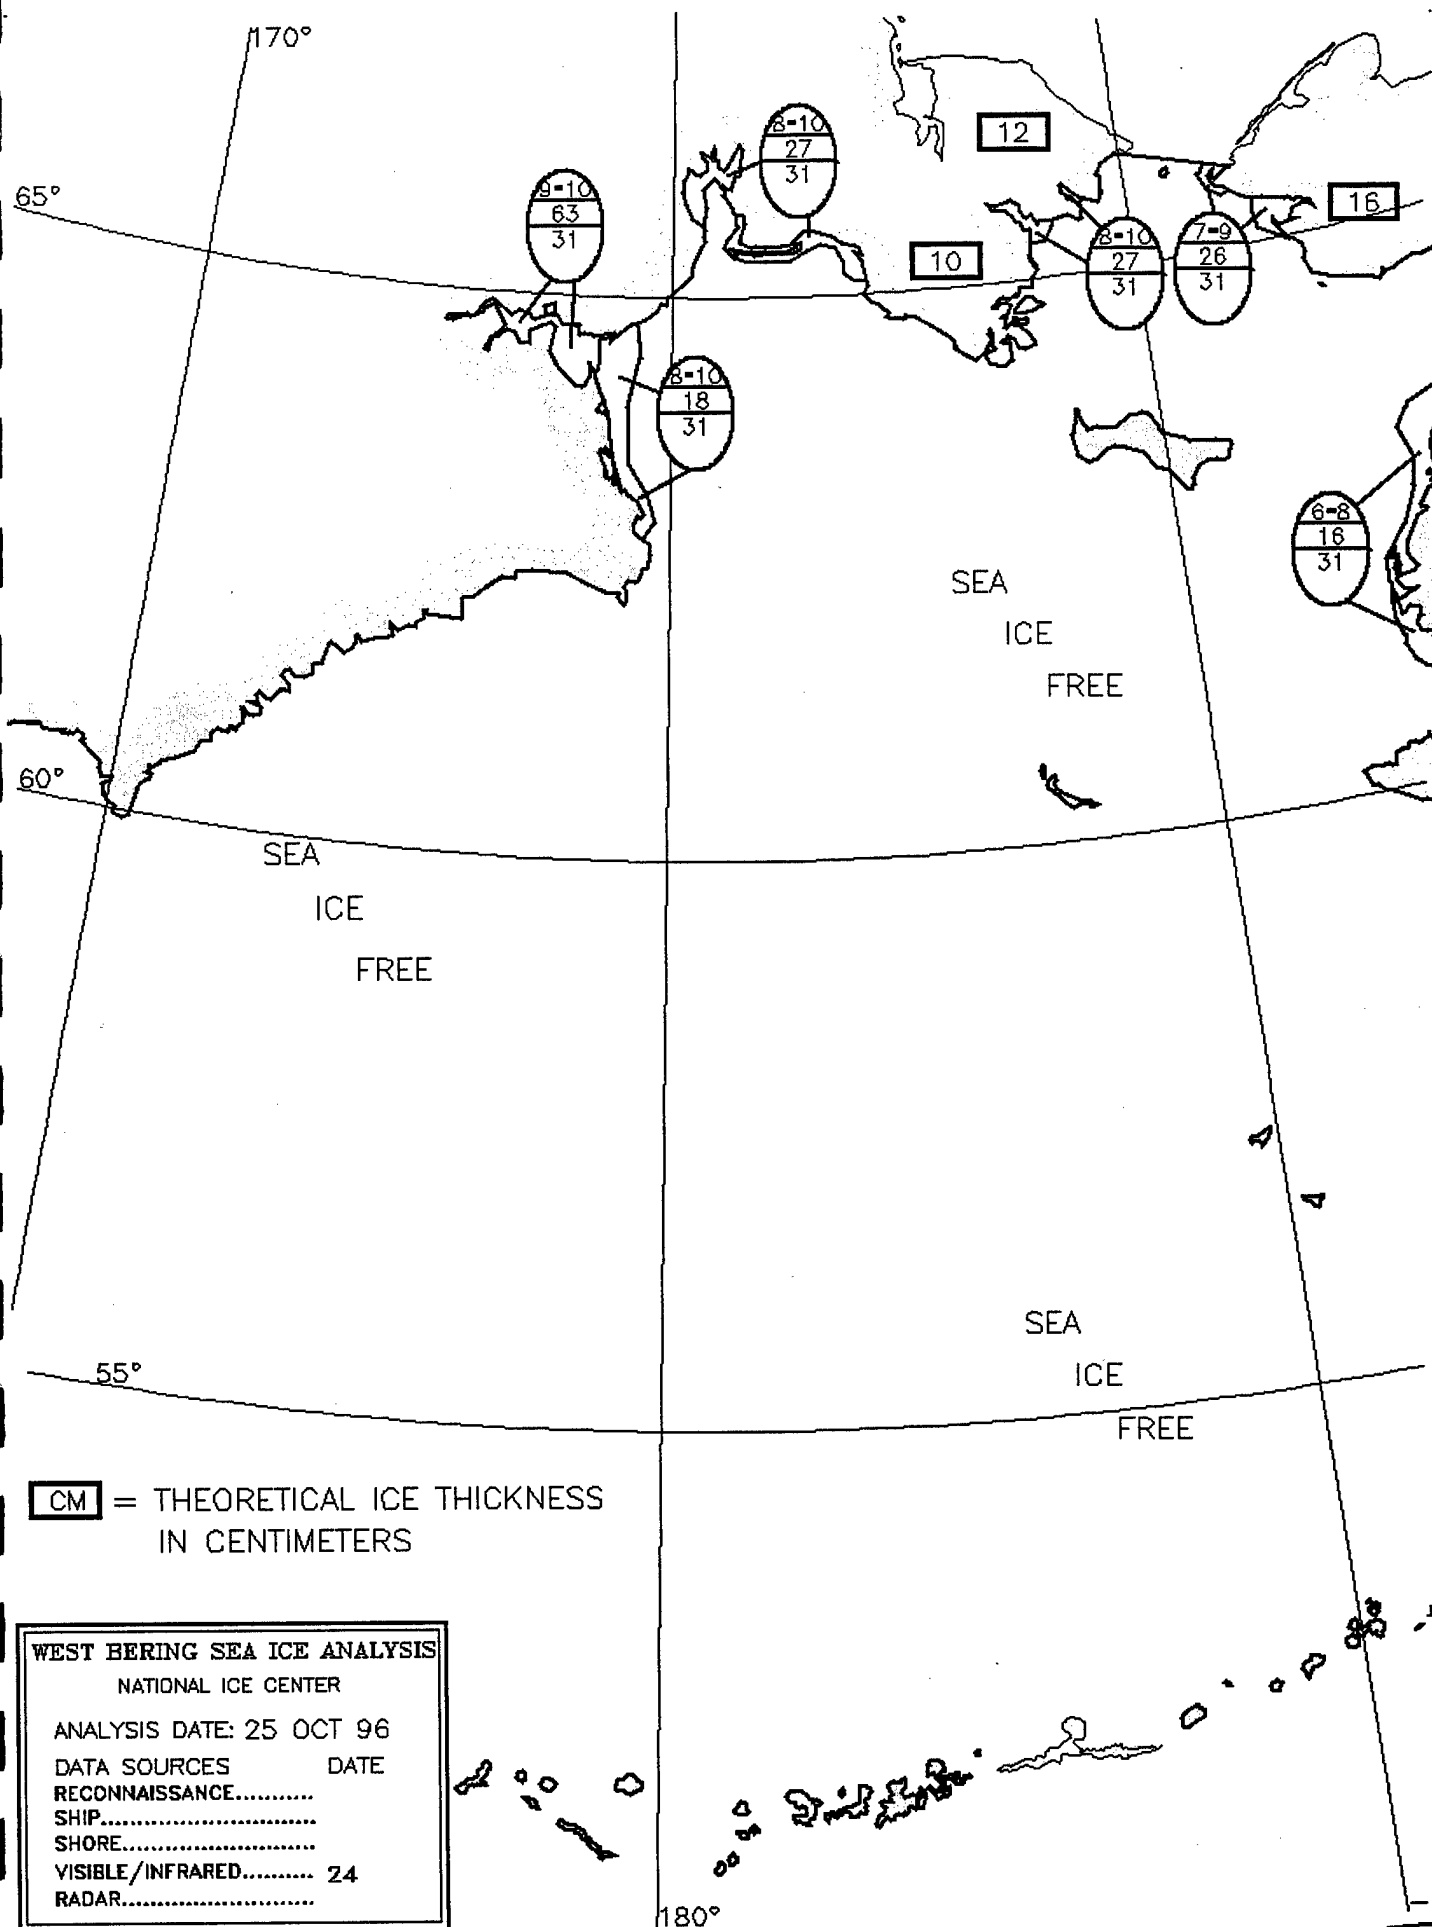 170°
8-10
27
31
12
65°
9-10
63
31
16
10
8-10
27
31
7-9
26
31
8-10
18
31
6-8
16
31
SEA
ICE
FREE
60°
SEA
ICE
FREE
SEA
ICE
FREE
55°
CM = THEORETICAL ICE THICKNESS
IN CENTIMETERS
WEST BERING SEA ICE ANALYSIS
NATIONAL ICE CENTER
ANALYSIS DATE: 25 OCT 96
DATA SOURCES DATE
RECONNAISSANCE...........
SHIP..............................
SHORE...........................
VISIBLE/INFRARED.......... 24
RADAR...........................
180°